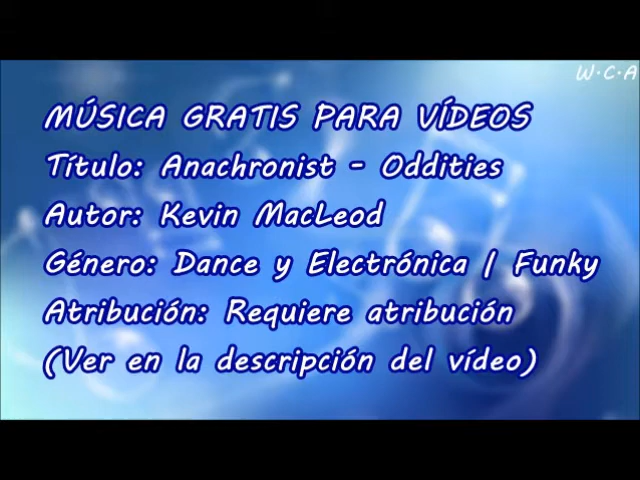 W.C.A
MÚSICA GRATIS PARA VÍDEOS
Título: Anachronist - Oddities
Autor: Kevin MacLeod
Género: Dance y Electrónica | Funky
Atribución: Requiere atribución
(Ver en la descripción del vídeo)